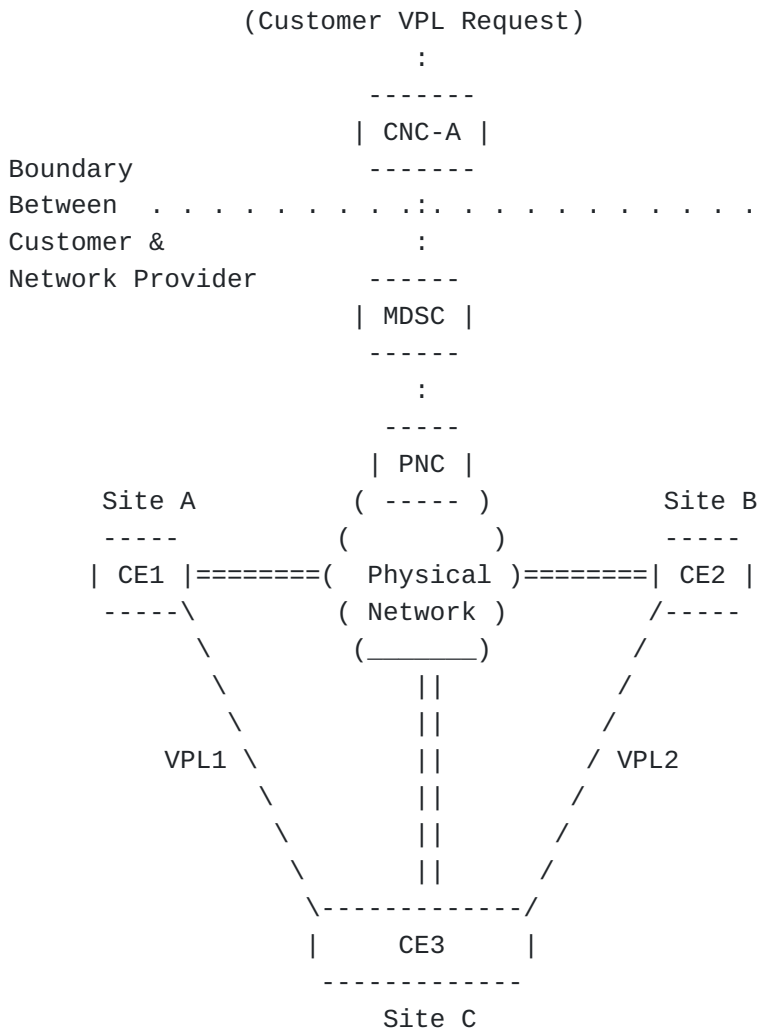 (Customer VPL Request)
:
-------
| CNC-A |
Boundary           -------
Between  . . . . . . . . .:. . . . . . . . . . .
Customer &                :
Network Provider       ------
| MDSC |
------
:
-----
| PNC |
Site A          ( ----- )           Site B
-----          (         )          -----
| CE1 |========(  Physical )========| CE2 |
-----\         ( Network )         /-----
\         (_______)         /
\            ||           /
\            ||          /
VPL1 \          ||         / VPL2
\          ||        /
\         ||       /
\        ||      /
\-------------/
|     CE3     |
-------------
Site C